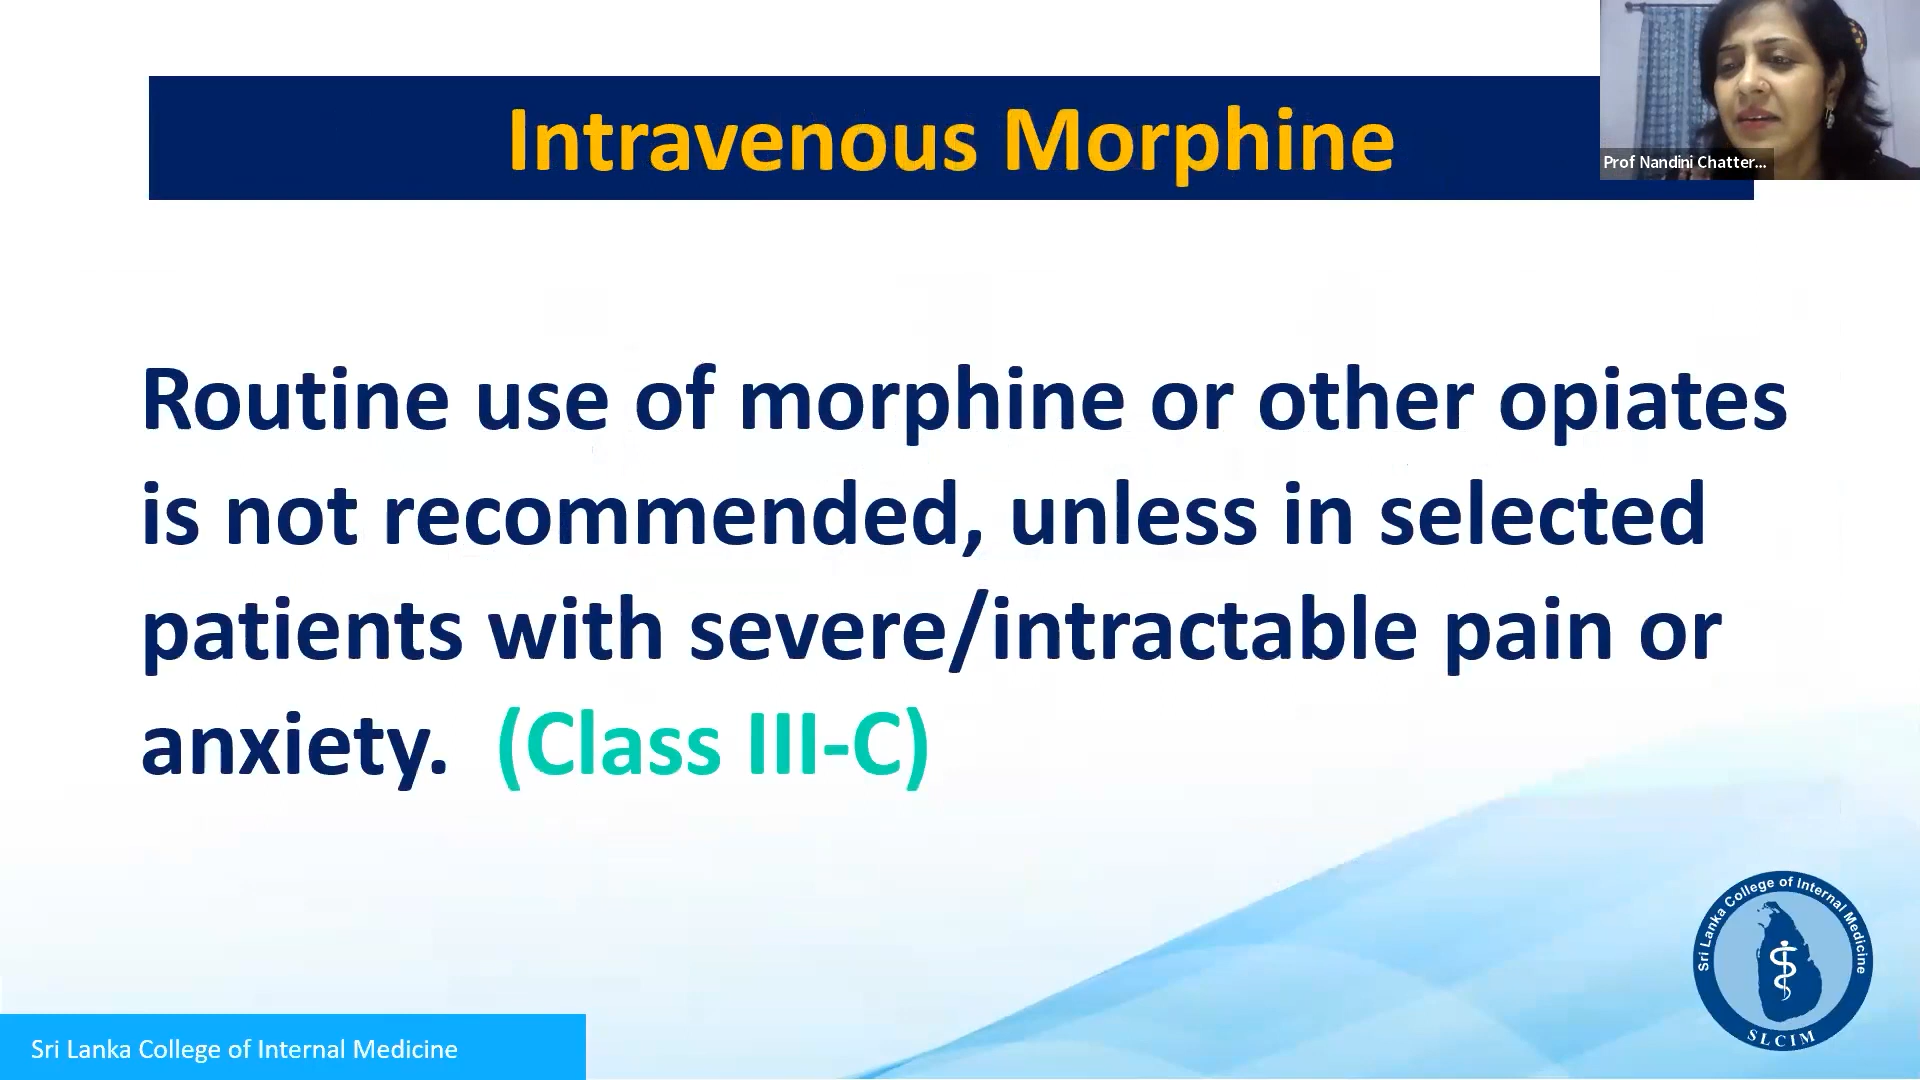 Intravenous Morphine
Prof Nandini Chatter...
Routine use of morphine or other opiates
is not recommended, unless in selected
patients with severe/intractable pain or
anxiety. (Class III-C)
Sri Lanka College of Internal Medicine
SLCIM
Sri Lanka College of Internal Medicine